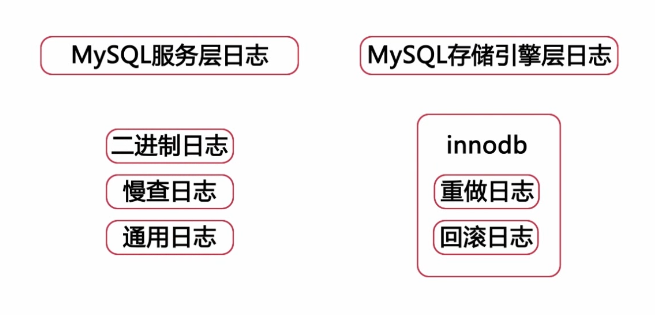 MySQL服务层日志
MySQL存储引擎层日志
二进制日志
慢查日志
通用日志
innodb
重做日志
回滚日志